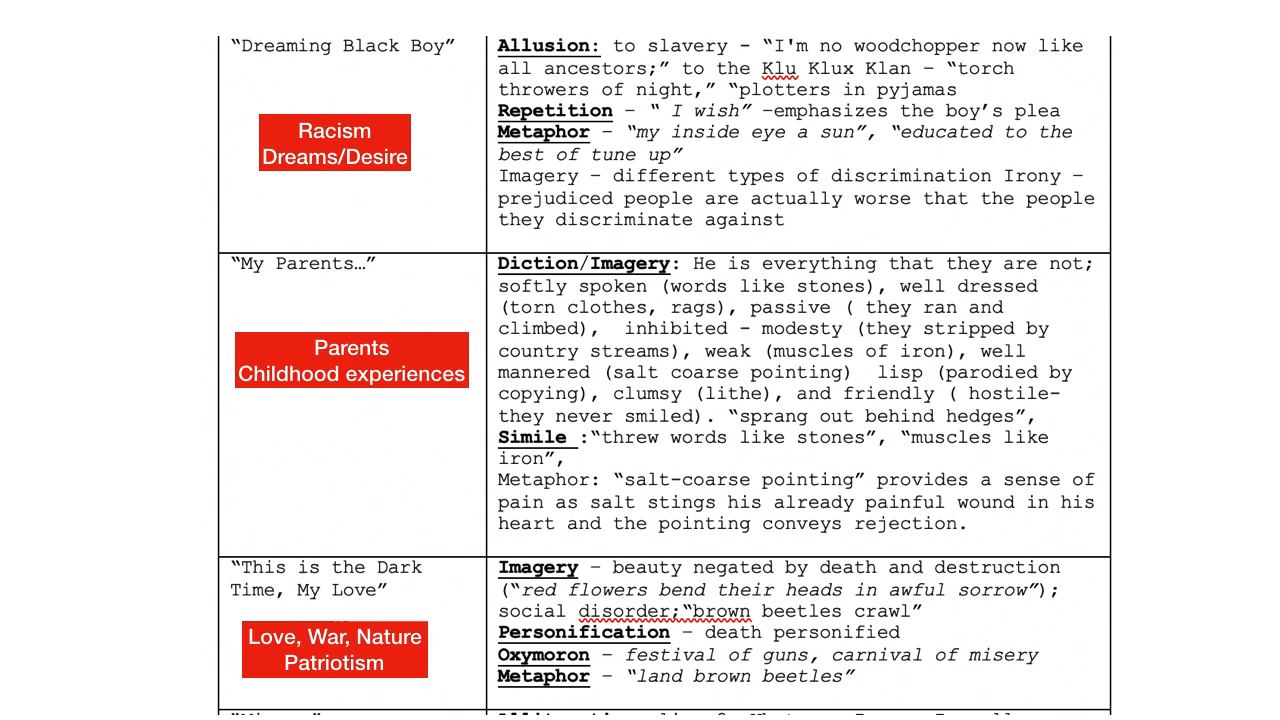 “Dreaming Black Boy”
Racism
Dreams/Desire
Allusion: to slavery - “I'm no woodchopper now like
all ancestors;” to the Klu Klux Klan – “torch
throwers of night,” “plotters in pyjamas
Repetition – “ I wish” –emphasizes the boy’s plea
Metaphor – “my inside eye a sun”, “educated to the
best of tune up”
Imagery – different types of discrimination Irony –
prejudiced people are actually worse that the people
they discriminate against
“My Parents…”
Parents
Childhood experiences
Diction/Imagery: He is everything that they are not;
softly spoken (words like stones), well dressed
(torn clothes, rags), passive ( they ran and
climbed), inhibited - modesty (they stripped by
country streams), weak (muscles of iron), well
mannered (salt coarse pointing) lisp (parodied by
copying), clumsy (lithe), and friendly ( hostile-
they never smiled). “sprang out behind hedges”,
Simile :“threw words like stones”, “muscles like
iron”,
Metaphor: “salt-coarse pointing” provides a sense of
pain as salt stings his already painful wound in his
heart and the pointing conveys rejection.
“This is the Dark
Time, My Love”
Love, War, Nature
Patriotism
Imagery – beauty negated by death and destruction
(“red flowers bend their heads in awful sorrow”);
social disorder;“brown beetles crawl”
Personification – death personified
Oxymoron – festival of guns, carnival of misery
Metaphor – “land brown beetles”